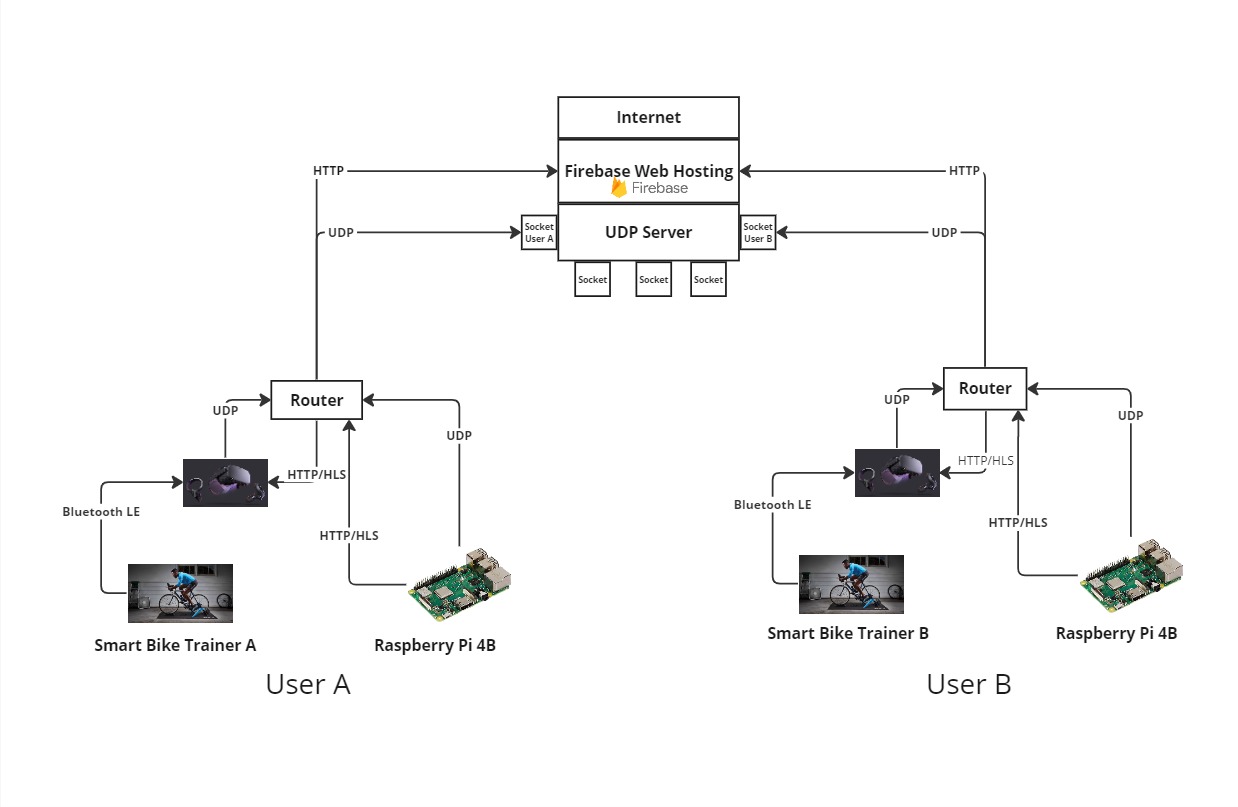 Internet
HTTP
Firebase Web Hosting
HTTP
Firebase
UDP
Socket
User A
UDP Server
Socket
User B
UDP
Socket
Socket
Socket
Router
UDP
UDP
HTTP/HLS
Bluetooth LE
HTTP/HLS
Smart Bike Trainer A
Raspberry Pi 4B
User A
Router
UDP
UDP
HTTP/HLS
Bluetooth LE
HTTP/HLS
Smart Bike Trainer B
Raspberry Pi 4B
User B